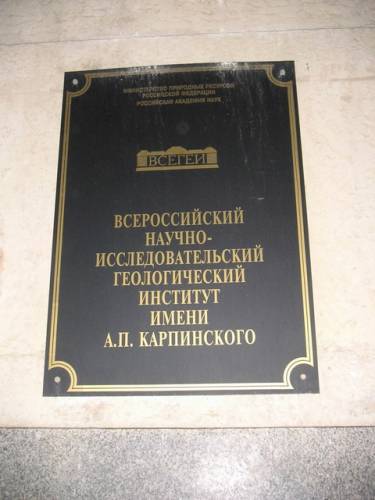 МИНИСТЕРСТВО ПРИРОДНЫХ РЕСУРСОВ
РОССИЙСКОЙ ФЕДЕРАЦИИ
РОССИЙСКАЯ АКАДЕМИЯ НАУК
ВСЕГЕИ
ВСЕРОССИЙСКИЙ
НАУЧНО-
ИССЛЕДОВАТЕЛЬСКИЙ
ГЕОЛОГИЧЕСКИЙ
ИНСТИТУТ
ИМЕНИ
А.П. КАРПИНСКОГО